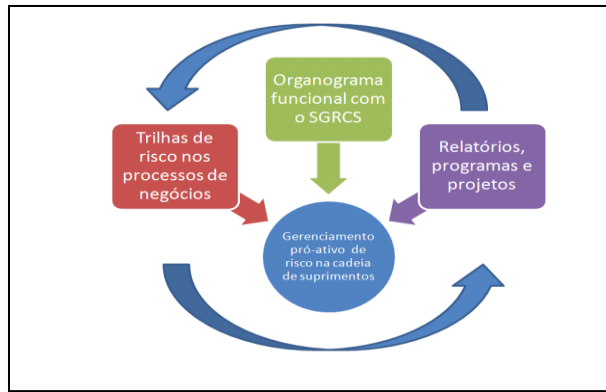 Organograma
funcional com
o SGRCS
Trilhas de
risco nos
processos de
negócios
Relatórios,
programas e
projetos
Gerenciamento
pró-ativo de
risco na cadeia
de suprimentos